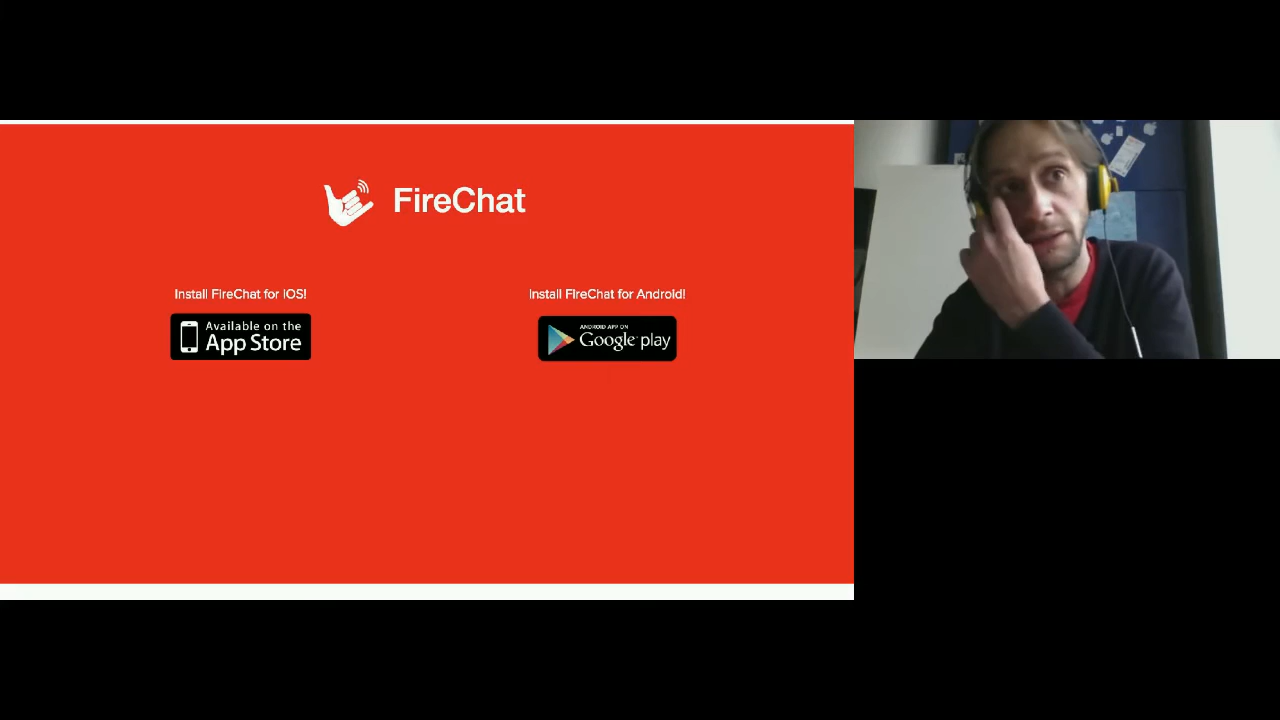 FireChat
Install FireChat for iOS!
Available on the
App Store
Install FireChat for Android!
ANDROID APP ON
Google play